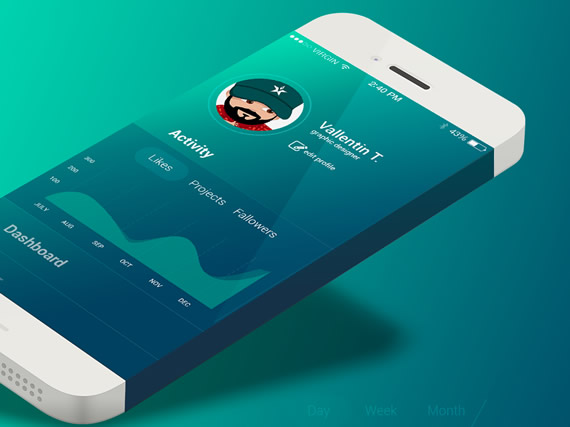 VIRGIN
2:40 PM
43%
Vallentin T.
graphic designer
edit profile
Activity
Likes
Projects
Fallowers
300
200
100
JULY
AUG
SEP
OCT
NOV
DEC
Dashboard
Day
Week
Month